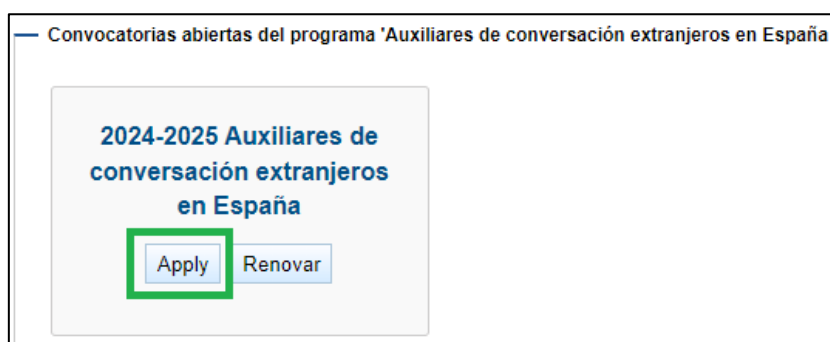 Convocatorias abiertas del programa 'Auxiliares de conversación extranjeros en España
2024-2025 Auxiliares de
conversación extranjeros
en España
Apply Renovar